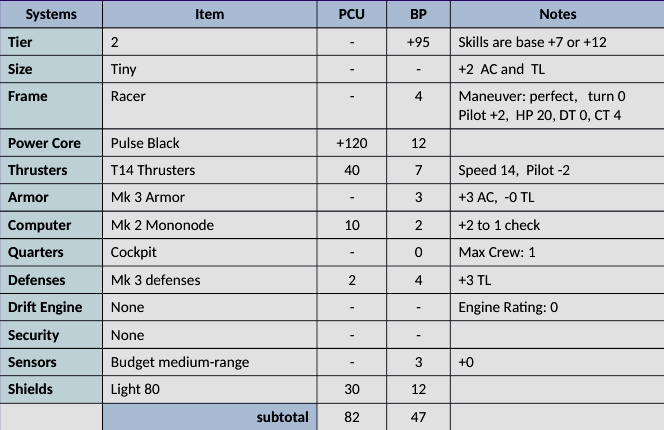 Systems Item PCU BP Notes
Tier 2 - +95 Skills are base +7 or +12
Size Tiny - - +2 AC and TL
Frame Racer - 4 Maneuver: perfect, turn 0
Pilot +2, HP 20, DT 0, CT 4
Power Core Pulse Black +120 12
Thrusters T14 Thrusters 40 7 Speed 14, Pilot -2
Armor Mk 3 Armor - 3 +3 AC, -0 TL
Computer Mk 2 Mononode 10 2 +2 to 1 check
Quarters Cockpit - 0 Max Crew: 1
Defenses Mk 3 defenses 2 4 +3 TL
Drift Engine None - - Engine Rating: 0
Security None - -
Sensors Budget medium-range - 3 +0
Shields Light 80 30 12
subtotal 82 47